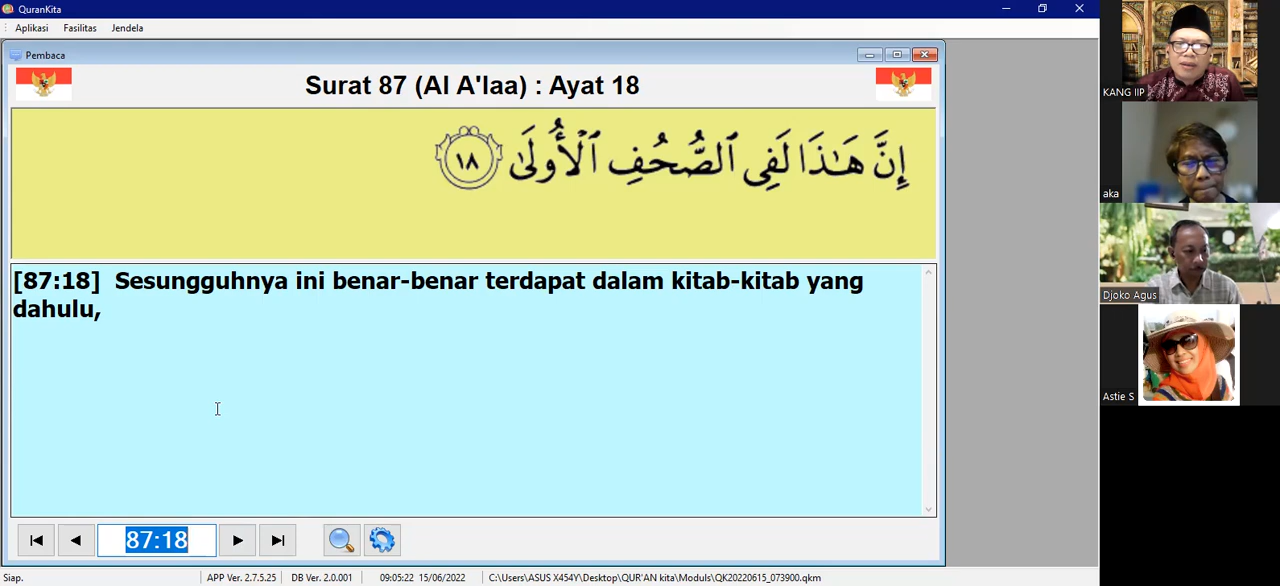 QuranKita
Aplikasi Fasilitas Jendela
Pembaca
Surat 87 (Al A'laa) : Ayat 18
إِنَّ هَـٰذَا لَفِى ٱلصُّحُفِ ٱلْأُولَىٰ ١٨
[87:18] Sesungguhnya ini benar-benar terdapat dalam kitab-kitab yang
dahulu,
87:18
Siap. APP Ver. 2.7.5.25 DB Ver. 2.0.001 09:05:22 15/06/2022 C:\Users\ASUS X454Y\Desktop\QUR'AN kita\Moduls\QK20220615_073900.qkm
KANG IIP
aka
Djoko Agus
Astie S